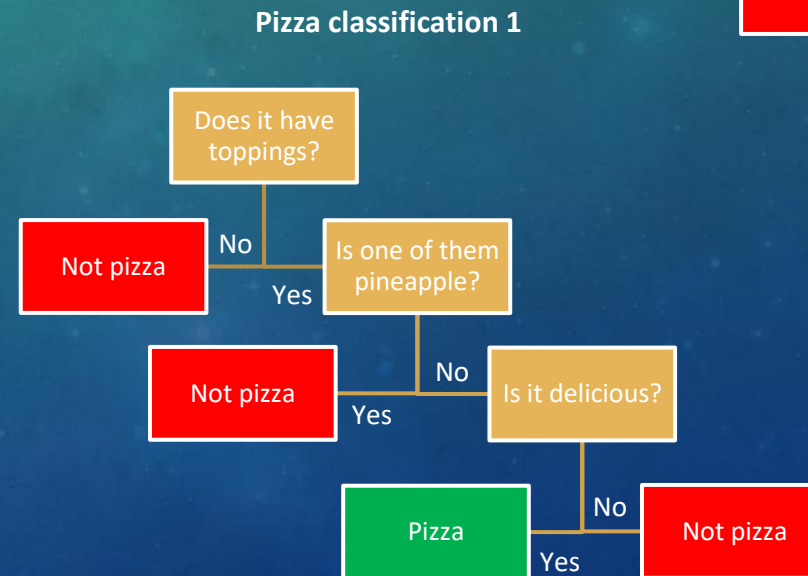 Pizza classification 1
Does it have
toppings?
Not pizza
No
Yes
Is one of them
pineapple?
Not pizza
Yes
No
Is it delicious?
Pizza
Yes
No
Not pizza